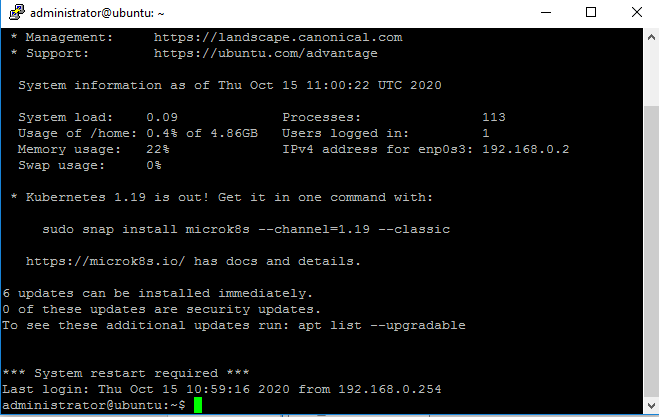 administrator@ubuntu: ~
* Management:     https://landscape.canonical.com
* Support:        https://ubuntu.com/advantage
System information as of Thu Oct 15 11:00:22 UTC 2020
System load:    0.09             Processes:               113
Usage of /home: 0.4% of 4.86GB   Users logged in:         1
Memory usage:   22%              IPv4 address for enp0s3: 192.168.0.2
Swap usage:     0%
* Kubernetes 1.19 is out! Get it in one command with:
sudo snap install microk8s --channel=1.19 --classic
https://microk8s.io/ has docs and details.
6 updates can be installed immediately.
0 of these updates are security updates.
To see these additional updates run: apt list --upgradable
*** System restart required ***
Last login: Thu Oct 15 10:59:16 2020 from 192.168.0.254
administrator@ubuntu:~$